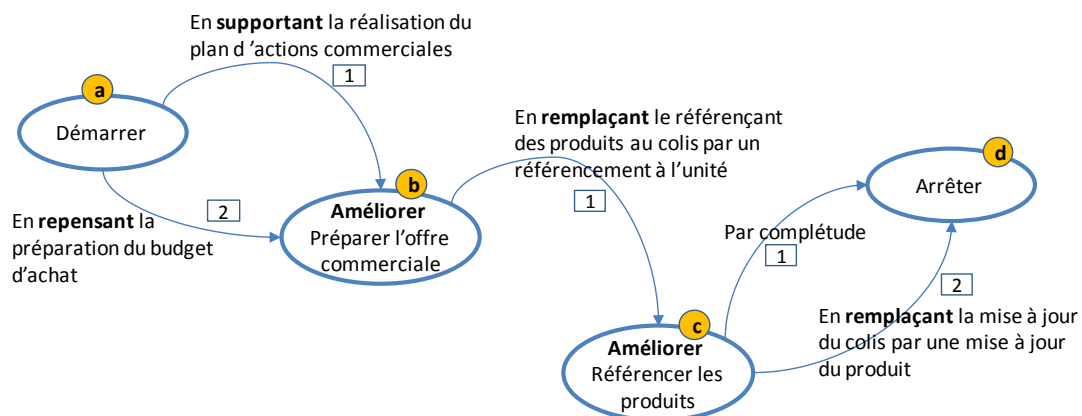 En supportant la réalisation du
plan d ’actions commerciales
1
a
Démarrer
En repensant la
préparation du budget
d’achat
2
b
Améliorer
Préparer l’offre
commerciale
En remplaçant le référençant
des produits au colis par un
référencement à l’unité
1
d
Arrêter
Par complétude
1
2
c
Améliorer
Référencer les
produits
En remplaçant la mise à jour
du colis par une mise à jour
du produit